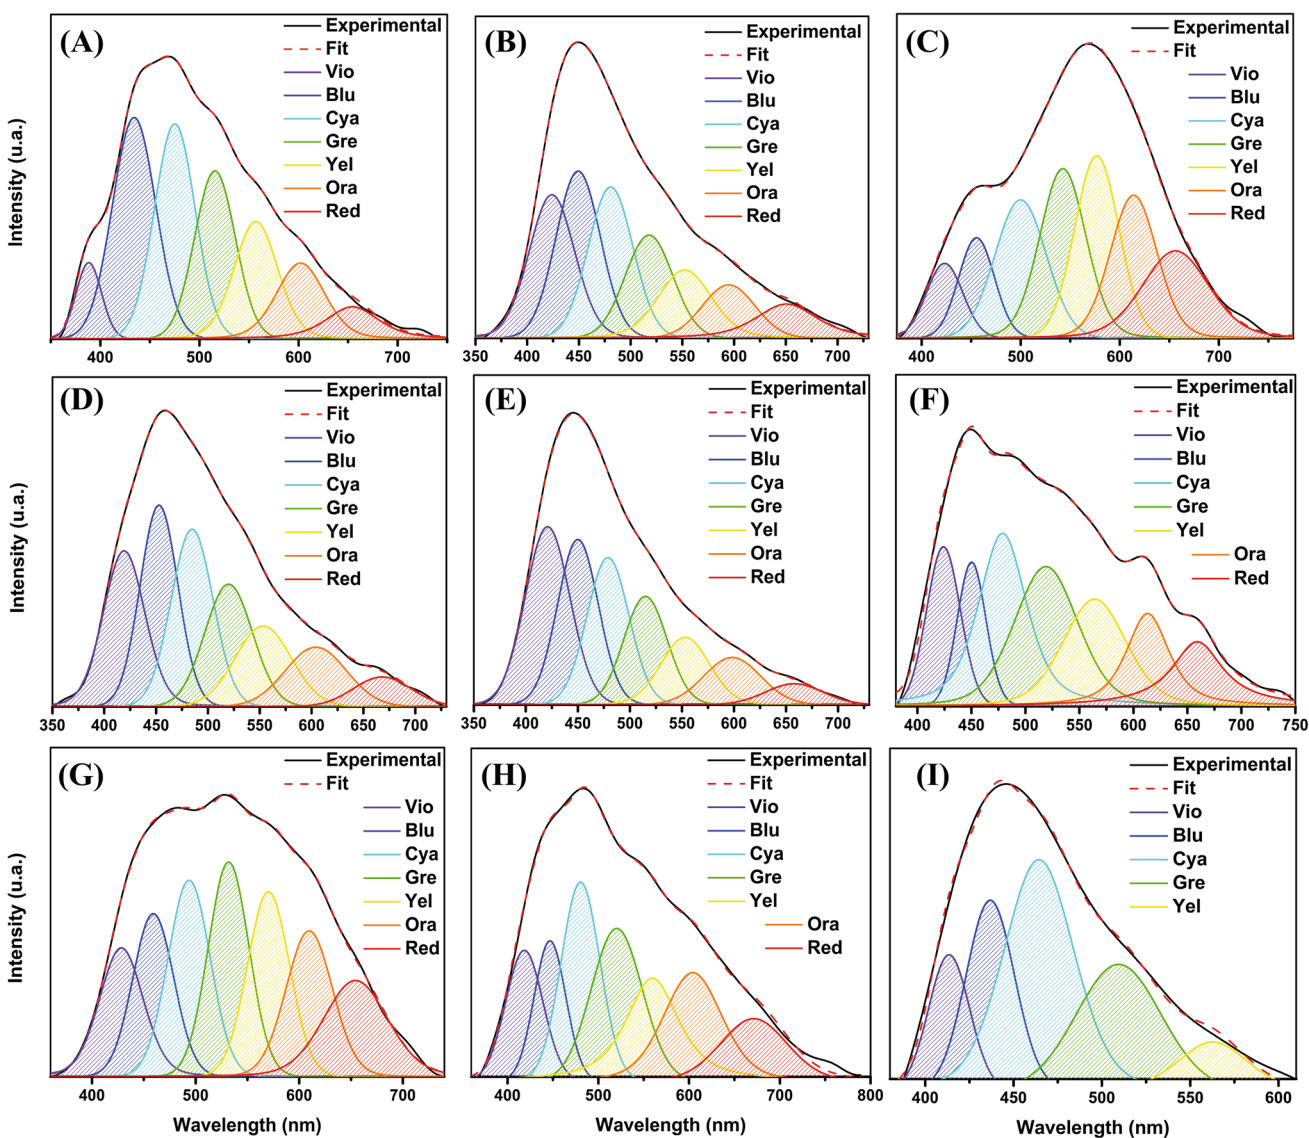 (A)
Experimental
Fit
Vio
Blu
Cya
Gre
Yel
Ora
Red
Intensity (u.a.)
400 500 600 700
(B)
Experimental
Fit
Vio
Blu
Cya
Gre
Yel
Ora
Red
350 400 450 500 550 600 650 700
(C)
Experimental
Fit
Vio
Blu
Cya
Gre
Yel
Ora
Red
400 500 600 700
(D)
Experimental
Fit
Vio
Blu
Cya
Gre
Yel
Ora
Red
Intensity (u.a.)
350 400 450 500 550 600 650 700
(E)
Experimental
Fit
Vio
Blu
Cya
Gre
Yel
Ora
Red
350 400 450 500 550 600 650 700
(F)
Experimental
Fit
Vio
Blu
Cya
Gre
Yel
Ora
Red
400 450 500 550 600 650 700 750
(G)
Experimental
Fit
Vio
Blu
Cya
Gre
Yel
Ora
Red
Intensity (u.a.)
400 500 600 700
Wavelength (nm)
(H)
Experimental
Fit
Vio
Blu
Cya
Gre
Yel
Ora
Red
400 500 600 700 800
Wavelength (nm)
(I)
Experimental
Fit
Vio
Blu
Cya
Gre
Yel
400 450 500 550 600
Wavelength (nm)